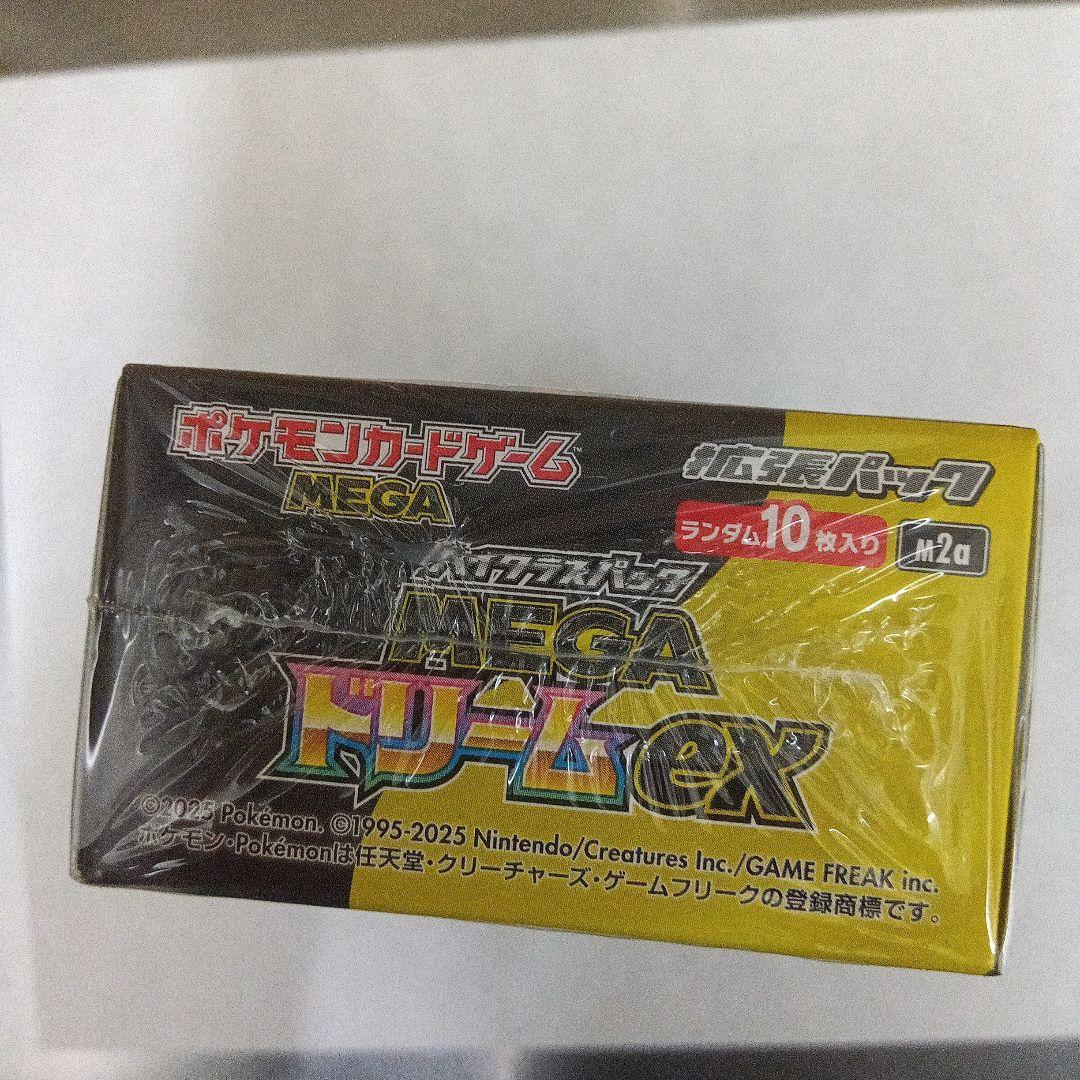 ポケモンカードゲーム™
MEGA
拡張パック
ランダム10枚入り
M2a
ハイクラスパック
MEGA
ドリームex
©2025 Pokémon. ©1995-2025 Nintendo/Creatures Inc./GAME FREAK inc.
ポケモン・Pokémonは任天堂・クリーチャーズ・ゲームフリークの登録商標です。